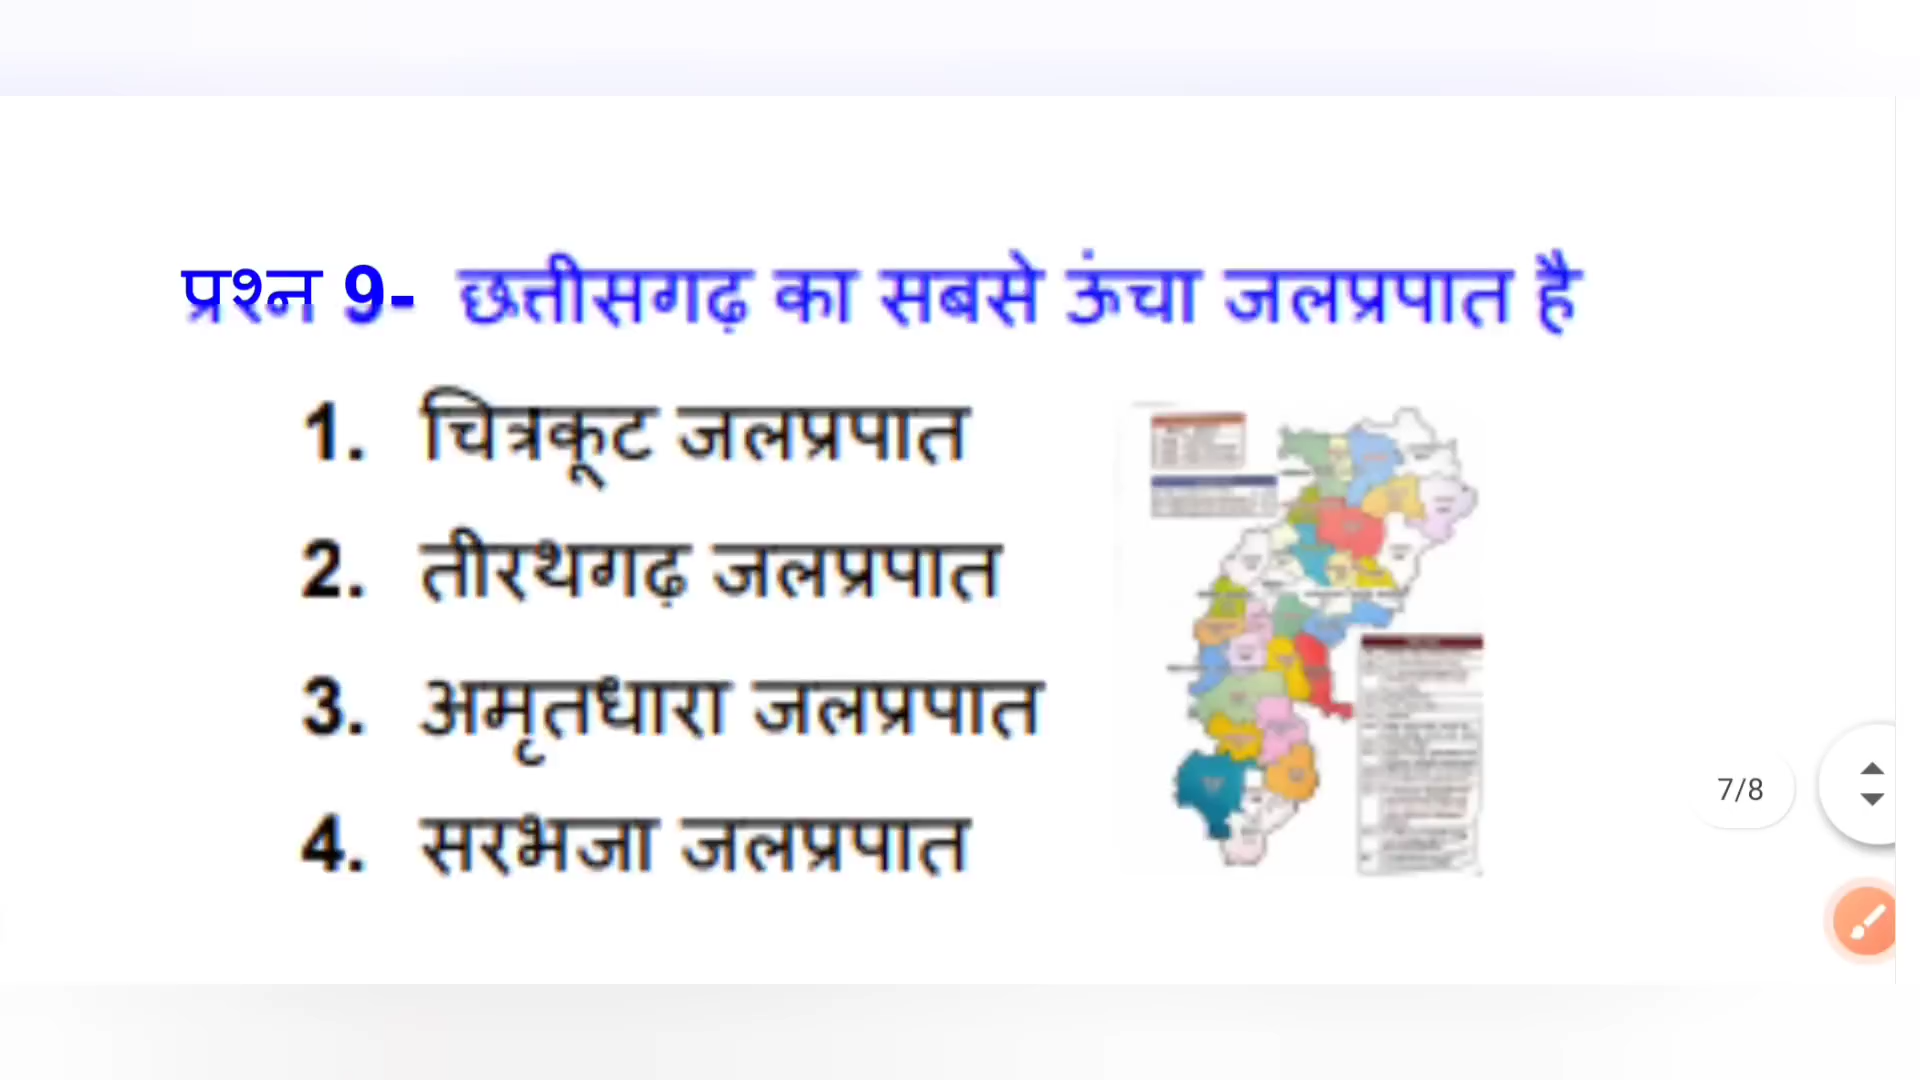 प्रश्न 9- छत्तीसगढ़ का सबसे ऊंचा जलप्रपात है
1. चित्रकूट जलप्रपात
2. तीरथगढ़ जलप्रपात
3. अमृतधारा जलप्रपात
4. सरभजा जलप्रपात
7/8